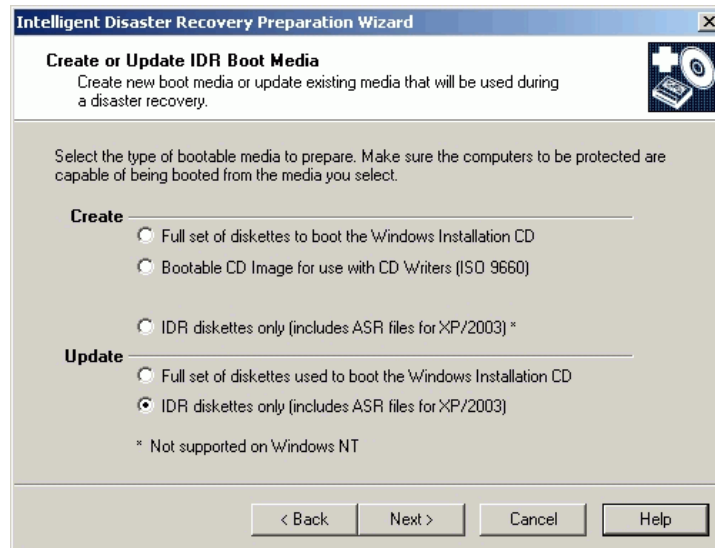 Intelligent Disaster Recovery Preparation Wizard
Create or Update IDR Boot Media
Create new boot media or update existing media that will be used during
a disaster recovery.
Select the type of bootable media to prepare. Make sure the computers to be protected are
capable of being booted from the media you select.
Create
Full set of diskettes to boot the Windows Installation CD
Bootable CD Image for use with CD Writers (ISO 9660)
IDR diskettes only (includes ASR files for XP/2003) *
Update
Full set of diskettes used to boot the Windows Installation CD
IDR diskettes only (includes ASR files for XP/2003)
* Not supported on Windows NT
< Back
Next >
Cancel
Help